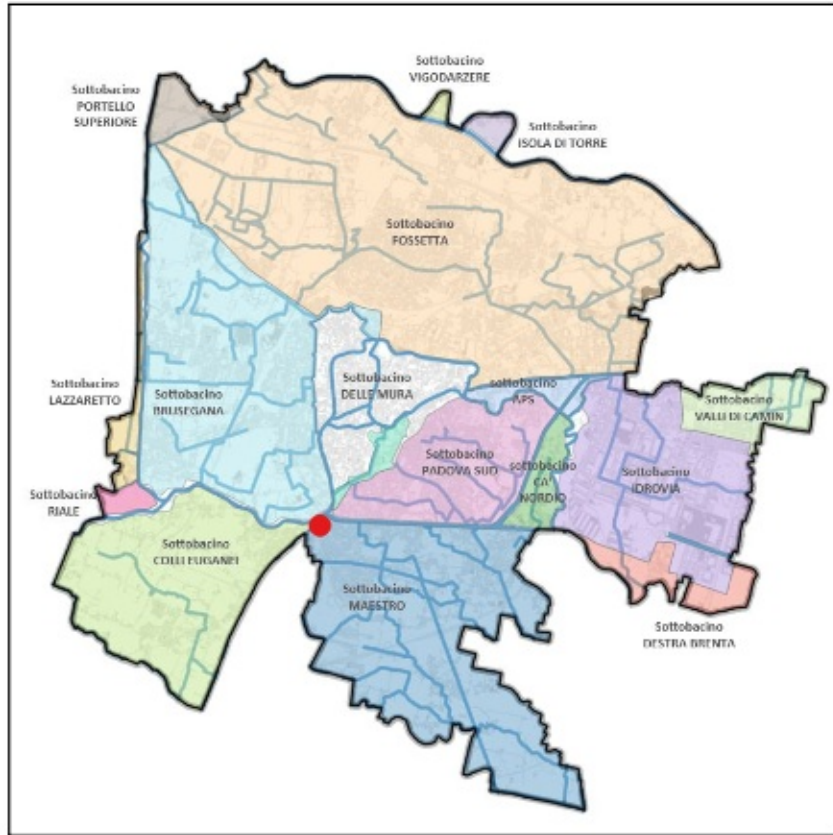 Sottobacino
VIGODARZERE
Sottobacino
PORTELLO
SUPERIORE
Sottobacino
ISOLA DI TORRE
Sottobacino
FOSSETTA
Sottobacino
LAZZARETTO
Sottobacino
BRUSEGANA
Sottobacino
DELLE MURA
sottobacino
APS
Sottobacino
VALLI DI CAMIN
Sottobacino
PADOVA SUD
sottobacino
CA'
NORDIO
Sottobacino
IDROVIA
Sottobacino
RIALE
Sottobacino
COLLI EUGANEI
Sottobacino
MAESTRO
Sottobacino
DESTRA BRENTA